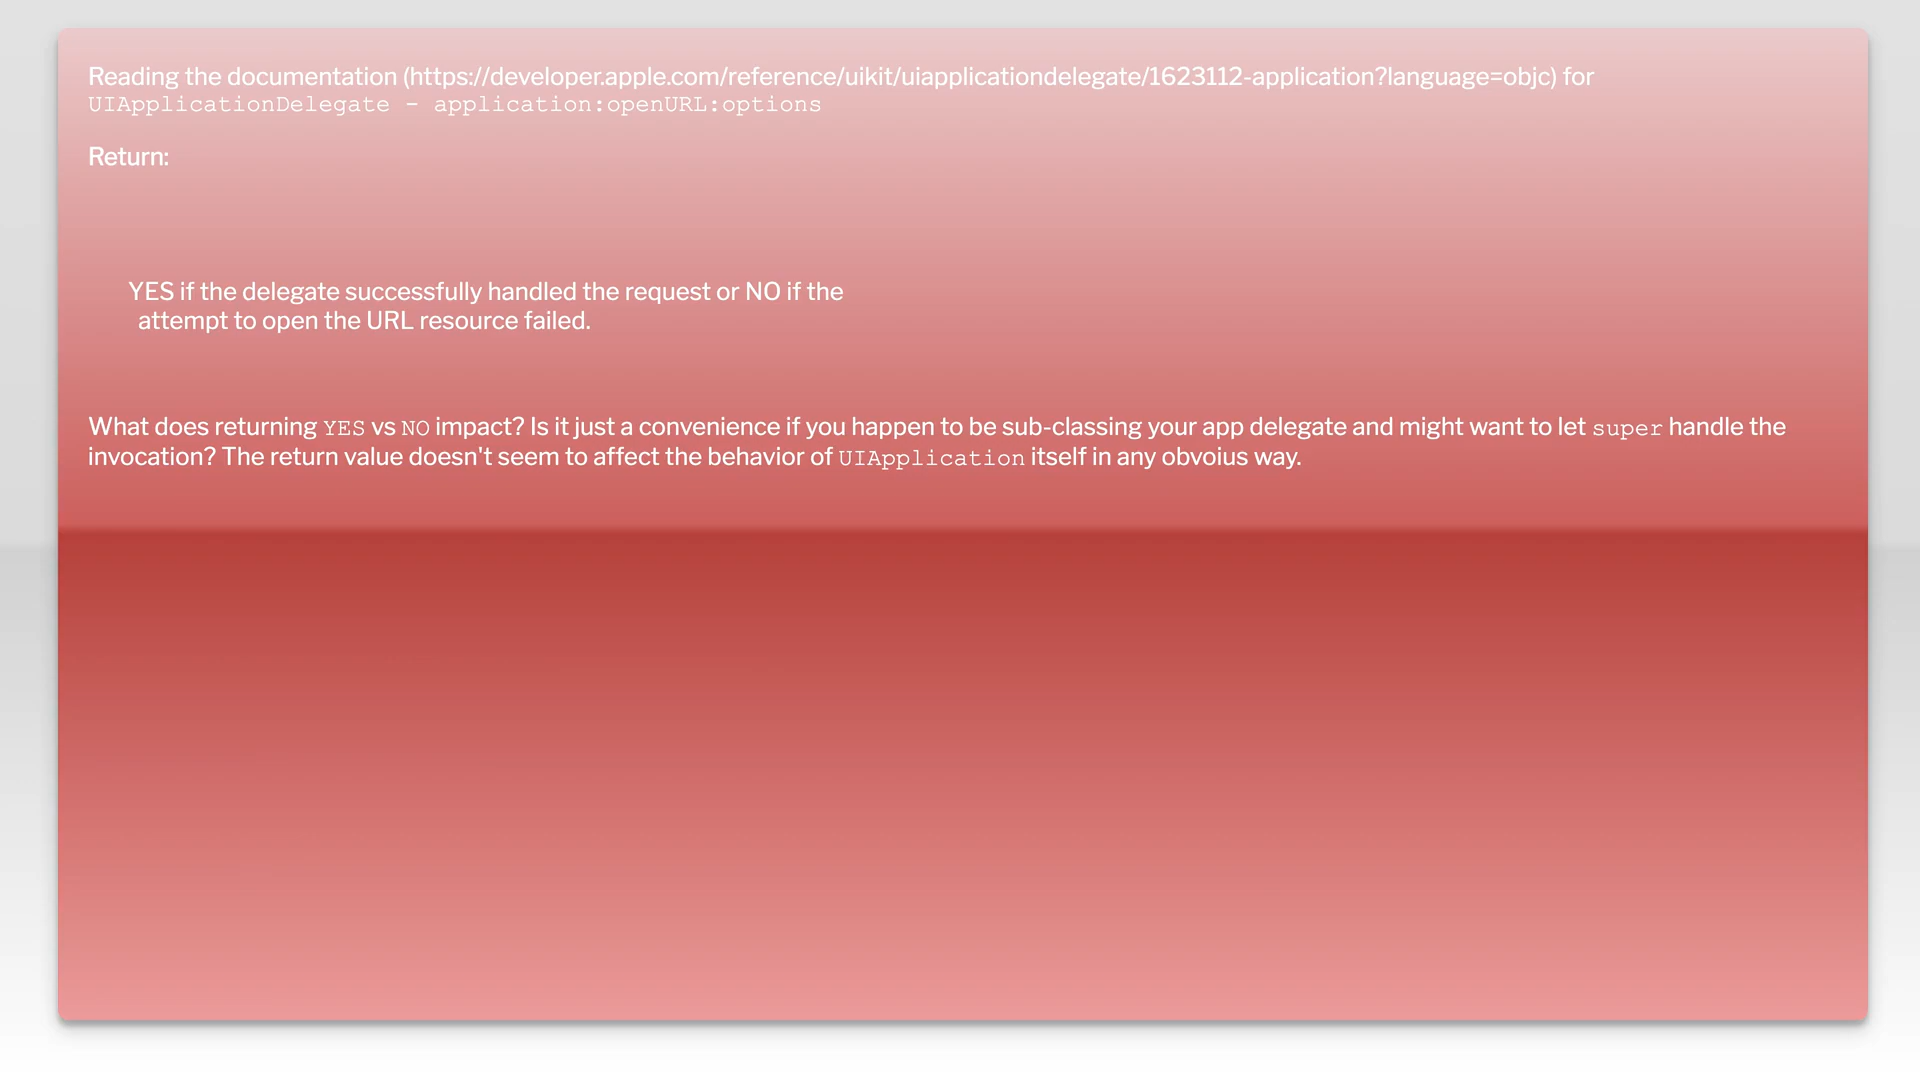 Reading the documentation (https://developer.apple.com/reference/uikit/uiapplicationdelegate/1623112-application?language=objc) for
UIApplicationDelegate - application:openURL:options
Return:
YES if the delegate successfully handled the request or NO if the
attempt to open the URL resource failed.
What does returning YES vs NO impact? Is it just a convenience if you happen to be sub-classing your app delegate and might want to let super handle the
invocation? The return value doesn't seem to affect the behavior of UIApplication itself in any obvoius way.